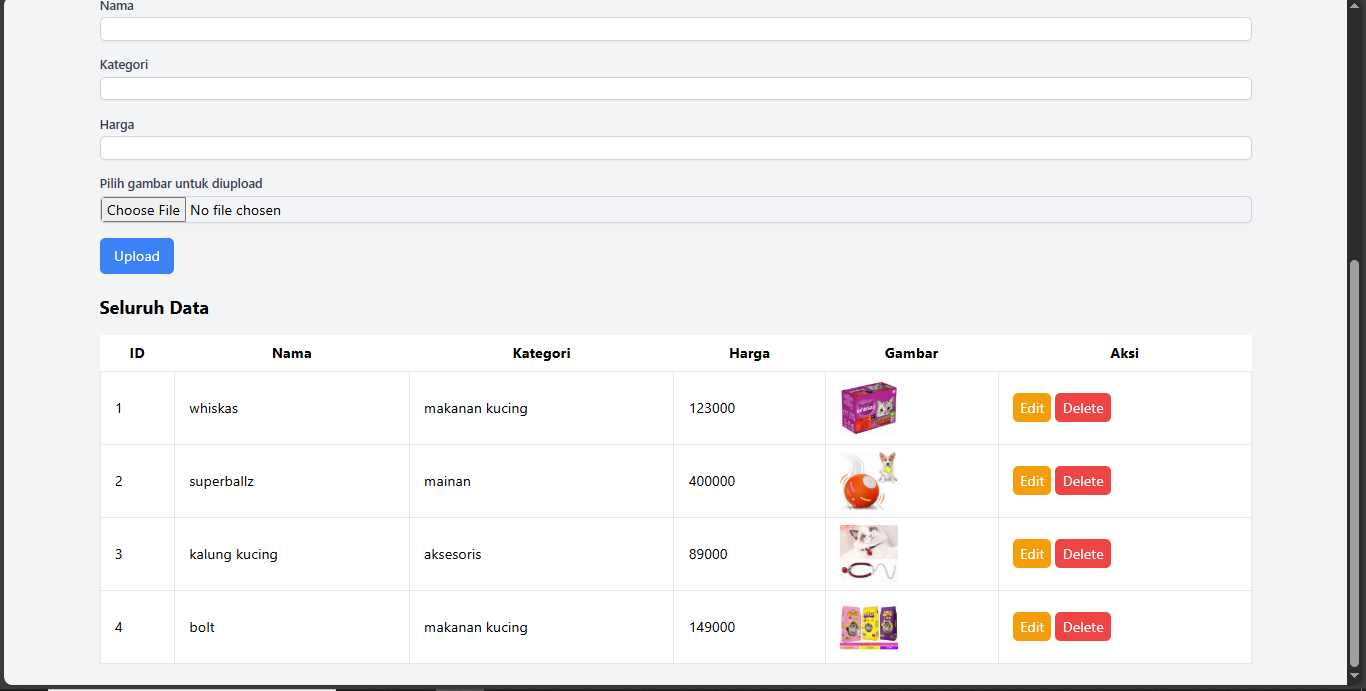 Nama
Kategori
Harga
Pilih gambar untuk diupload
Choose File No file chosen
Upload
Seluruh Data
ID Nama Kategori Harga Gambar Aksi
1 whiskas makanan kucing 123000 whiskas Edit Delete
2 superballz mainan 400000 Edit Delete
3 kalung kucing aksesoris 89000 Edit Delete
4 bolt makanan kucing 149000 Edit Delete